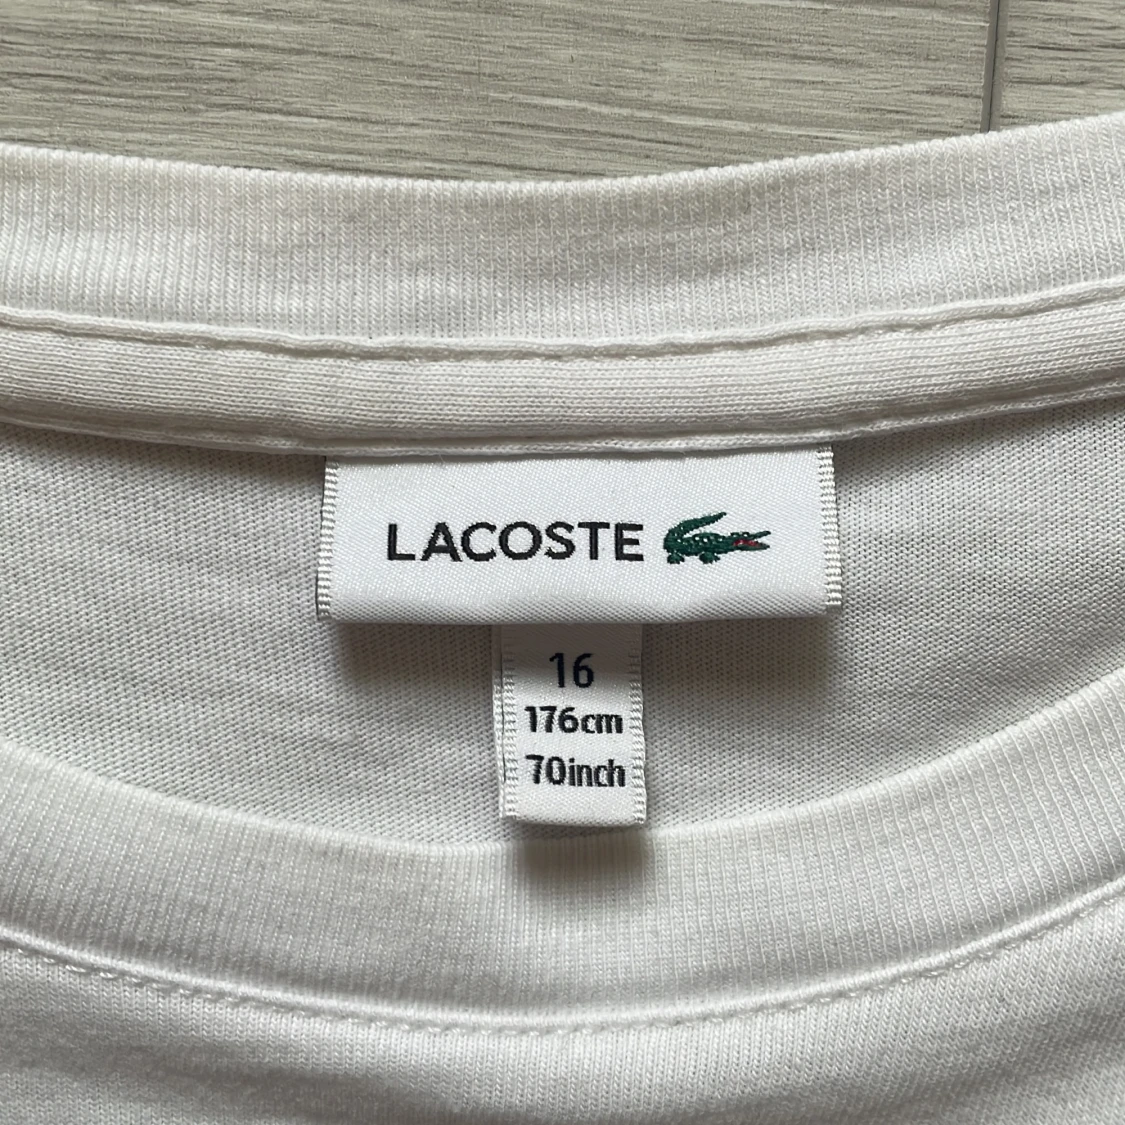 LACOSTE
16
176cm
70inch